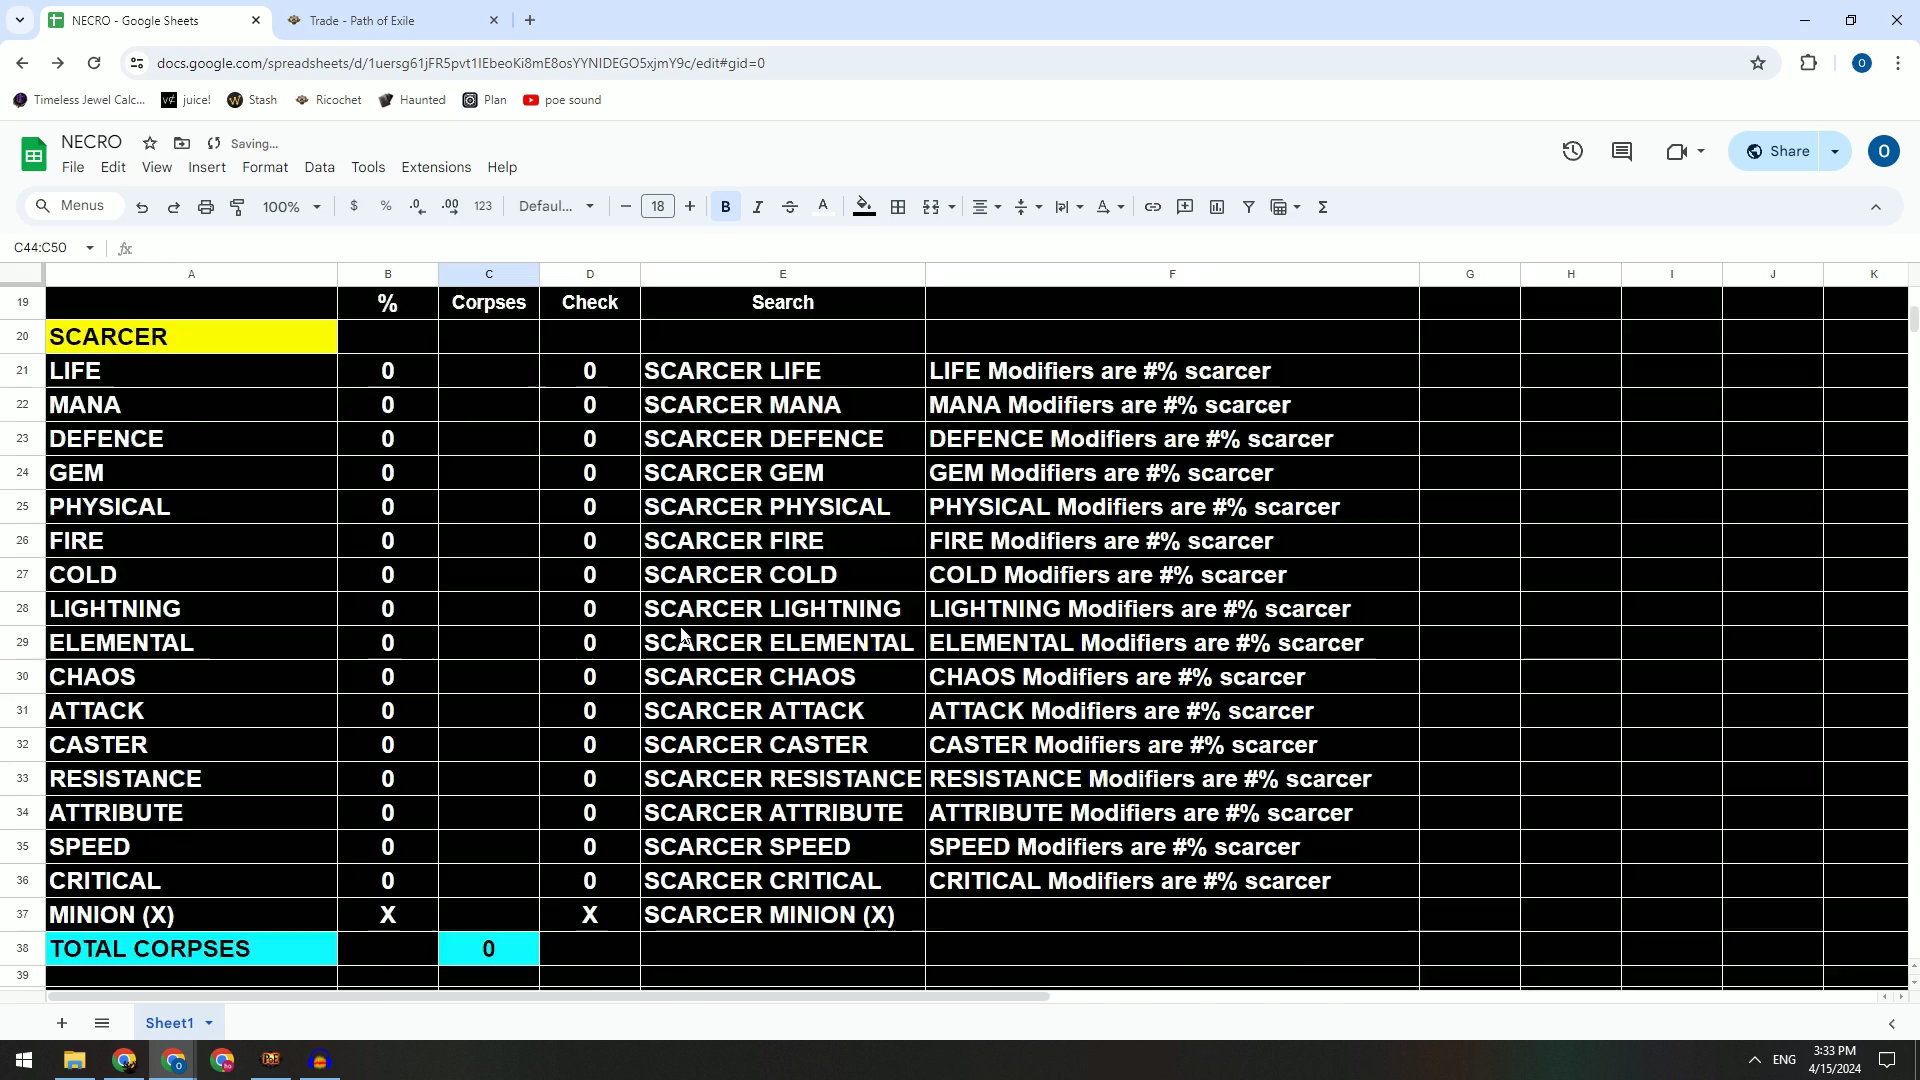 NECRO - Google Sheets
Trade - Path of Exile
docs.google.com/spreadsheets/d/1uersg61jFR5pvt1IEbeoKi8mE8osYYNIDEGO5xjmY9c/edit#gid=0
Timeless Jewel Calc... juice! Stash Ricochet Haunted Plan poe sound
NECRO Saving...
File Edit View Insert Format Data Tools Extensions Help
Share
Menus 100% $ % .0 .00 123 Defaul... 18 B I A
C44:C50 fx
A B C D E F G H I J K
19 % Corpses Check Search
20 SCARCER
21 LIFE 0 0 SCARCER LIFE LIFE Modifiers are #% scarcer
22 MANA 0 0 SCARCER MANA MANA Modifiers are #% scarcer
23 DEFENCE 0 0 SCARCER DEFENCE DEFENCE Modifiers are #% scarcer
24 GEM 0 0 SCARCER GEM GEM Modifiers are #% scarcer
25 PHYSICAL 0 0 SCARCER PHYSICAL PHYSICAL Modifiers are #% scarcer
26 FIRE 0 0 SCARCER FIRE FIRE Modifiers are #% scarcer
27 COLD 0 0 SCARCER COLD COLD Modifiers are #% scarcer
28 LIGHTNING 0 0 SCARCER LIGHTNING LIGHTNING Modifiers are #% scarcer
29 ELEMENTAL 0 0 SCARCER ELEMENTAL ELEMENTAL Modifiers are #% scarcer
30 CHAOS 0 0 SCARCER CHAOS CHAOS Modifiers are #% scarcer
31 ATTACK 0 0 SCARCER ATTACK ATTACK Modifiers are #% scarcer
32 CASTER 0 0 SCARCER CASTER CASTER Modifiers are #% scarcer
33 RESISTANCE 0 0 SCARCER RESISTANCE RESISTANCE Modifiers are #% scarcer
34 ATTRIBUTE 0 0 SCARCER ATTRIBUTE ATTRIBUTE Modifiers are #% scarcer
35 SPEED 0 0 SCARCER SPEED SPEED Modifiers are #% scarcer
36 CRITICAL 0 0 SCARCER CRITICAL CRITICAL Modifiers are #% scarcer
37 MINION (X) X X SCARCER MINION (X)
38 TOTAL CORPSES 0
39
Sheet1
ENG 3:33 PM
4/15/2024